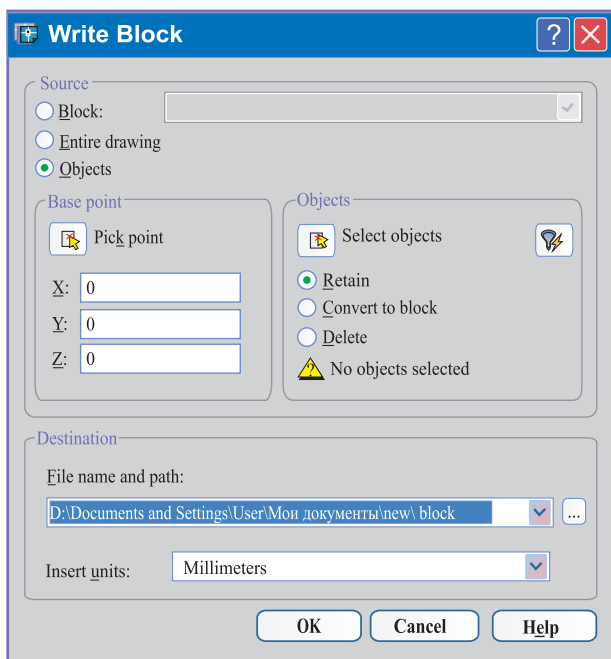 Write Block
?
Source
Block:
Entire drawing
Objects
Base point
Pick point
X: 0
Y: 0
Z: 0
Objects
Select objects
Retain
Convert to block
Delete
? No objects selected
Destination
File name and path:
D:\Documents and Settings\User\Мои документы\new\ block
...
Insert units: Millimeters
OK Cancel Help